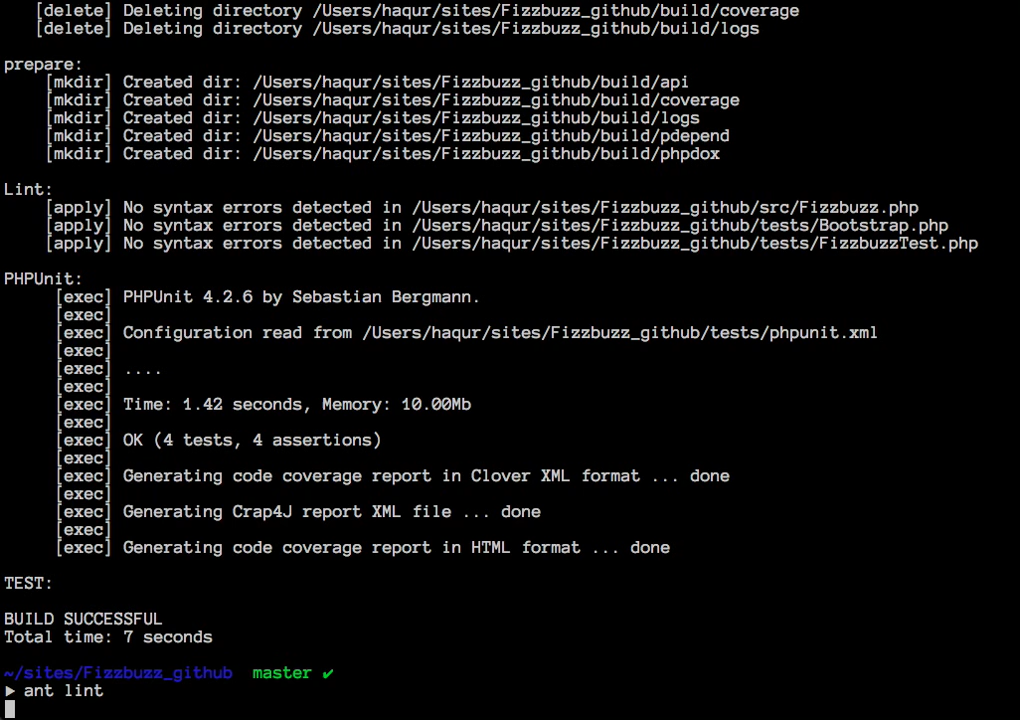 [delete] Deleting directory /Users/haqur/sites/Fizzbuzz_github/build/coverage
[delete] Deleting directory /Users/haqur/sites/Fizzbuzz_github/build/logs
prepare:
[mkdir] Created dir: /Users/haqur/sites/Fizzbuzz_github/build/api
[mkdir] Created dir: /Users/haqur/sites/Fizzbuzz_github/build/coverage
[mkdir] Created dir: /Users/haqur/sites/Fizzbuzz_github/build/logs
[mkdir] Created dir: /Users/haqur/sites/Fizzbuzz_github/build/pdepend
[mkdir] Created dir: /Users/haqur/sites/Fizzbuzz_github/build/phpdox
Lint:
[apply] No syntax errors detected in /Users/haqur/sites/Fizzbuzz_github/src/Fizzbuzz.php
[apply] No syntax errors detected in /Users/haqur/sites/Fizzbuzz_github/tests/Bootstrap.php
[apply] No syntax errors detected in /Users/haqur/sites/Fizzbuzz_github/tests/FizzbuzzTest.php
PHPUnit:
[exec] PHPUnit 4.2.6 by Sebastian Bergmann.
[exec]
[exec] Configuration read from /Users/haqur/sites/Fizzbuzz_github/tests/phpunit.xml
[exec]
[exec] ....
[exec]
[exec] Time: 1.42 seconds, Memory: 10.00Mb
[exec]
[exec] OK (4 tests, 4 assertions)
[exec]
[exec] Generating code coverage report in Clover XML format ... done
[exec]
[exec] Generating Crap4J report XML file ... done
[exec]
[exec] Generating code coverage report in HTML format ... done
TEST:
BUILD SUCCESSFUL
Total time: 7 seconds
~/sites/Fizzbuzz_github master ✔
▶ ant lint